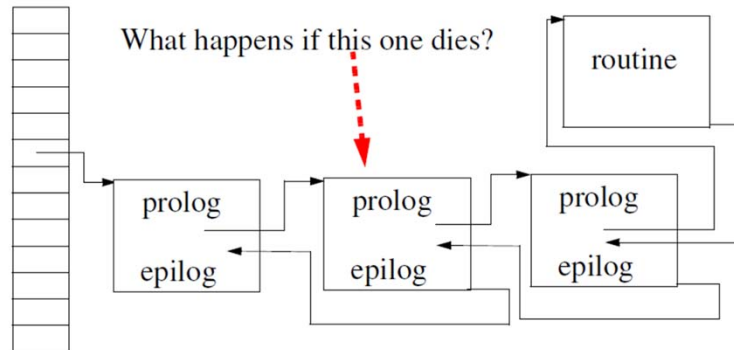 What happens if this one dies?
routine
prolog
epilog
prolog
epilog
prolog
epilog